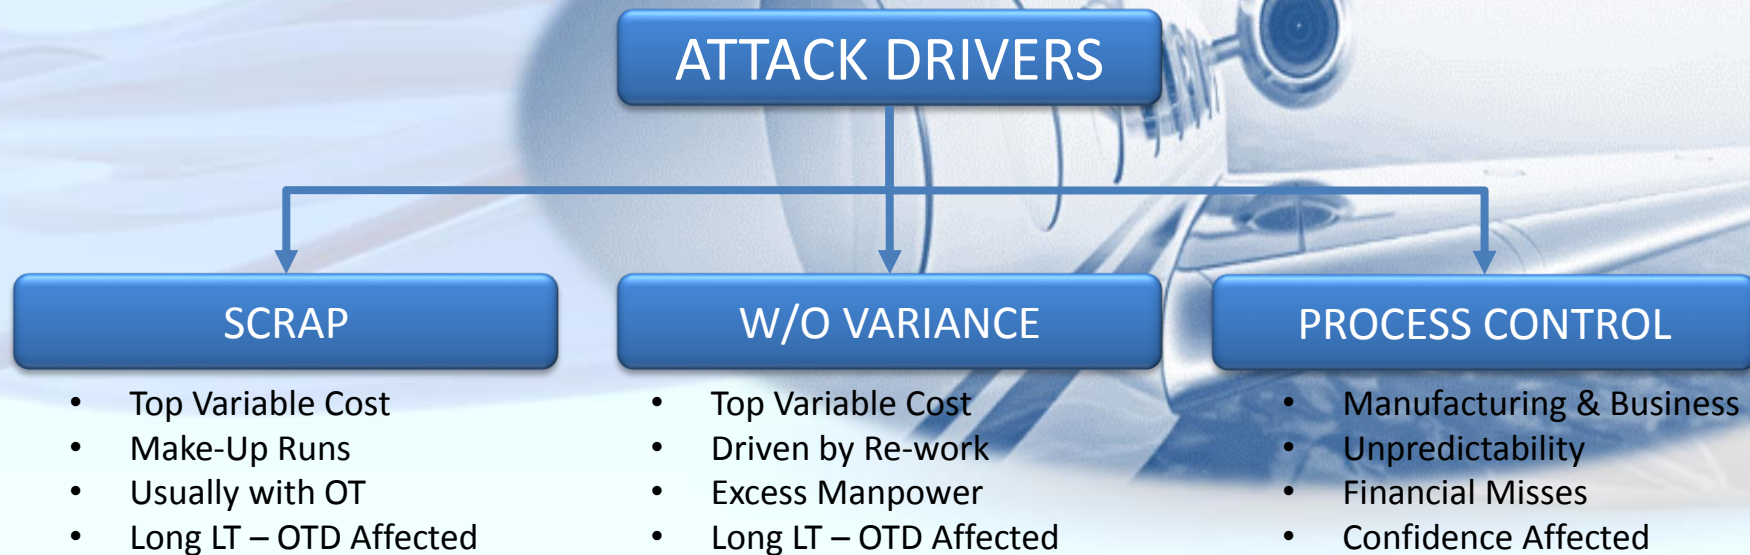 ATTACK DRIVERS
SCRAP
• Top Variable Cost
• Make-Up Runs
• Usually with OT
• Long LT – OTD Affected
W/O VARIANCE
• Top Variable Cost
• Driven by Re-work
• Excess Manpower
• Long LT – OTD Affected
PROCESS CONTROL
• Manufacturing & Business
• Unpredictability
• Financial Misses
• Confidence Affected